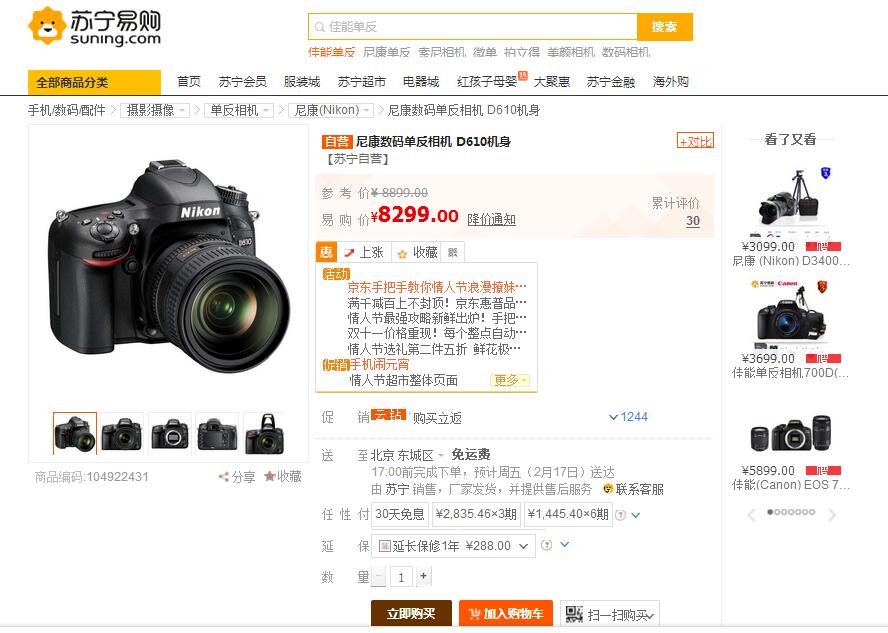 苏宁易购
suning.com
佳能单反
搜索
佳能单反 尼康单反 索尼相机 微单 拍立得 美颜相机 数码相机
全部商品分类 首页 苏宁会员 服装城 苏宁超市 电器城 红孩子母婴 大聚惠 苏宁金融 海外购
手机/数码/配件 摄影摄像 单反相机 尼康(Nikon) 尼康数码单反相机 D610机身
自营 尼康数码单反相机 D610机身 +对比
【苏宁自营】
参考价 ¥ 8899.00
易购价 ¥8299.00 降价通知
累计评价
30
惠 上涨 收藏
活动
京东手把手教你情人节浪漫撩妹…
满千减百上不封顶！京东惠普品…
情人节最强攻略新鲜出炉！手把…
双十一价格重现！每个整点自动…
情人节选礼第二件五折 鲜花极…
促销 手机闹元宵
情人节超市整体页面 更多
促销 云钻 购买立返 1244
送至 北京 东城区 免运费
17:00前完成下单，预计周五（2月17日）送达
由 苏宁 销售，厂家发货，并提供售后服务 联系客服
任性付 30天免息 ¥2,835.46×3期 ¥1,445.40×6期
延保 延长保修1年 ¥288.00
数量 - 1 +
立即购买 加入购物车 扫一扫购买
Nikon
D610
商品编码:104922431 分享 收藏
看了又看
¥3099.00
尼康 (Nikon) D3400...
苏宁易购 Canon
¥3699.00
佳能单反相机700D(...
¥5899.00
佳能(Canon) EOS 7...